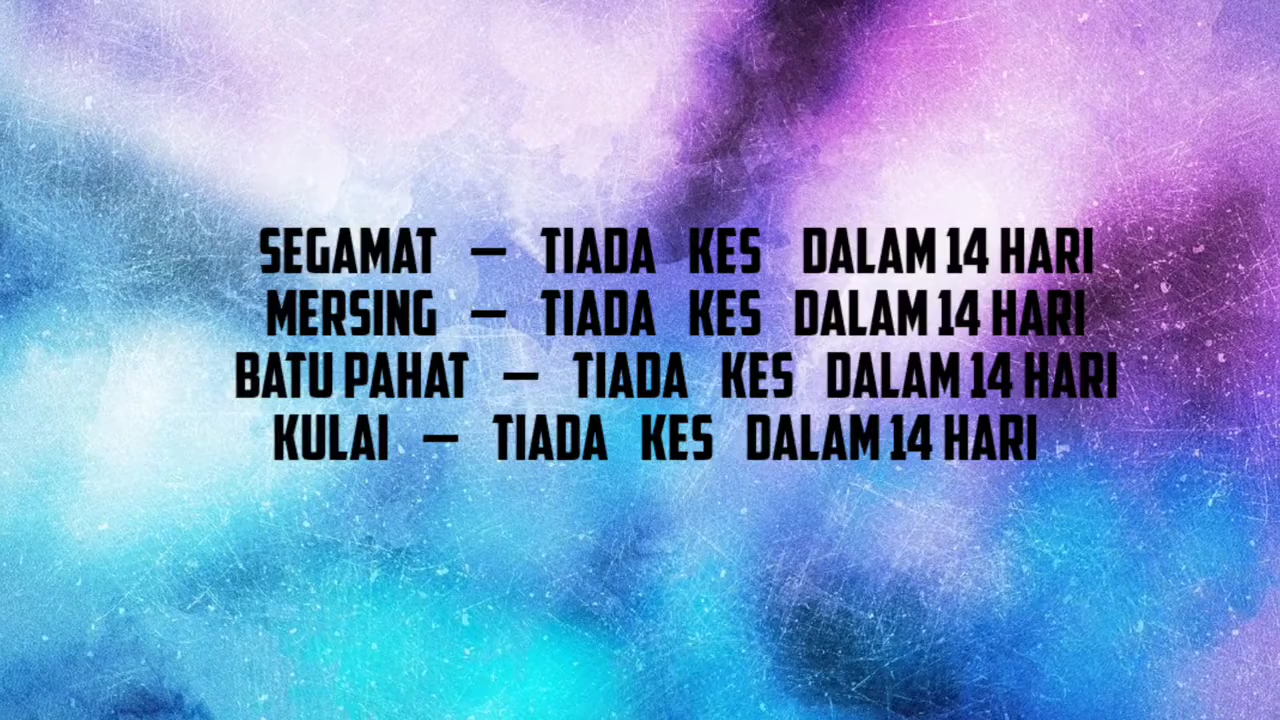 SEGAMAT – TIADA KES DALAM 14 HARI
MERSING – TIADA KES DALAM 14 HARI
BATU PAHAT – TIADA KES DALAM 14 HARI
KULAI – TIADA KES DALAM 14 HARI